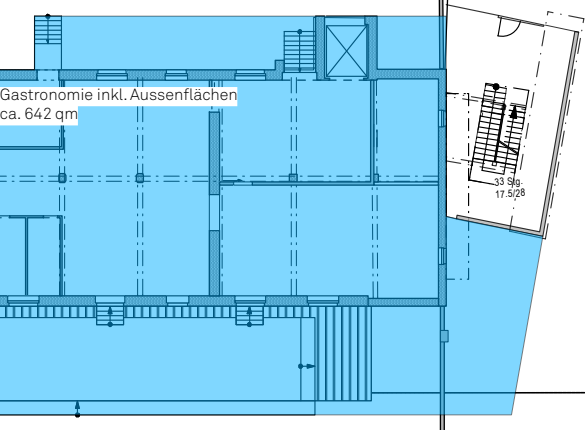 Gastronomie inkl. Aussenflächen
ca. 642 qm
33 Stg.
17.5/28